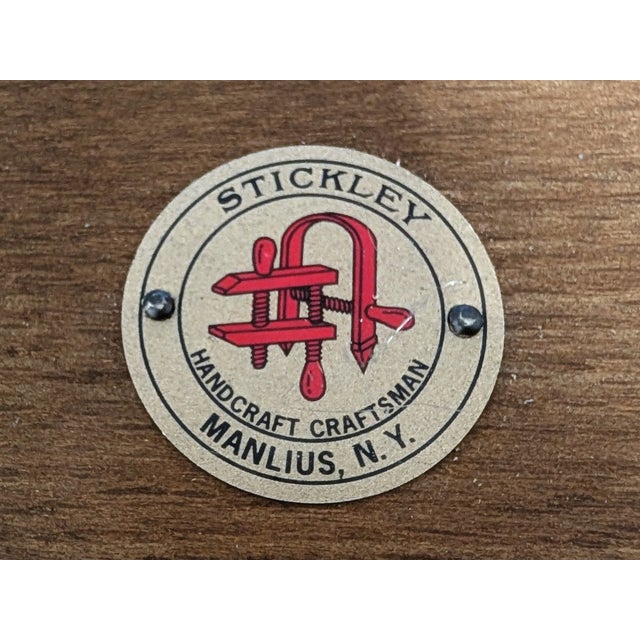 STICKLEY
HANDCRAFT CRAFTSMAN
MANLIUS, N.Y.